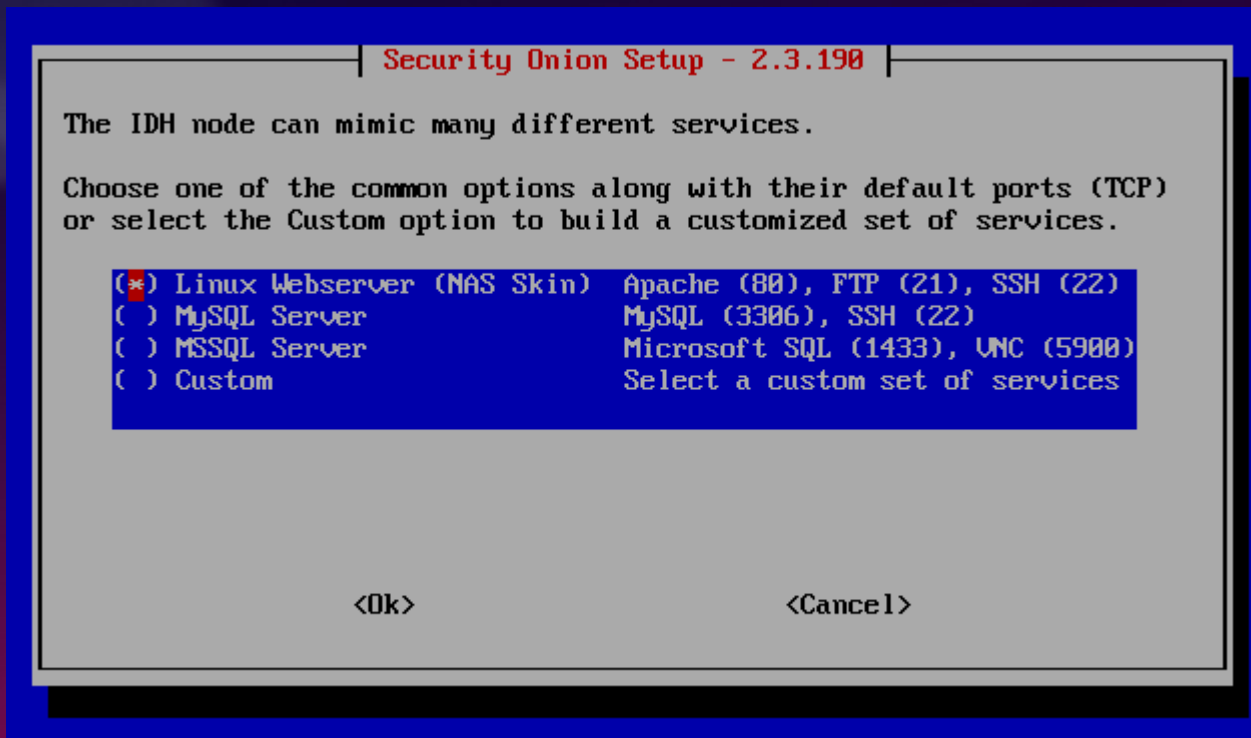 Security Onion Setup - 2.3.190
The IDH node can mimic many different services.
Choose one of the common options along with their default ports (TCP)
or select the Custom option to build a customized set of services.
(*) Linux Webserver (NAS Skin) Apache (80), FTP (21), SSH (22)
( ) MySQL Server MySQL (3306), SSH (22)
( ) MSSQL Server Microsoft SQL (1433), VNC (5900)
( ) Custom Select a custom set of services
<Ok> <Cancel>